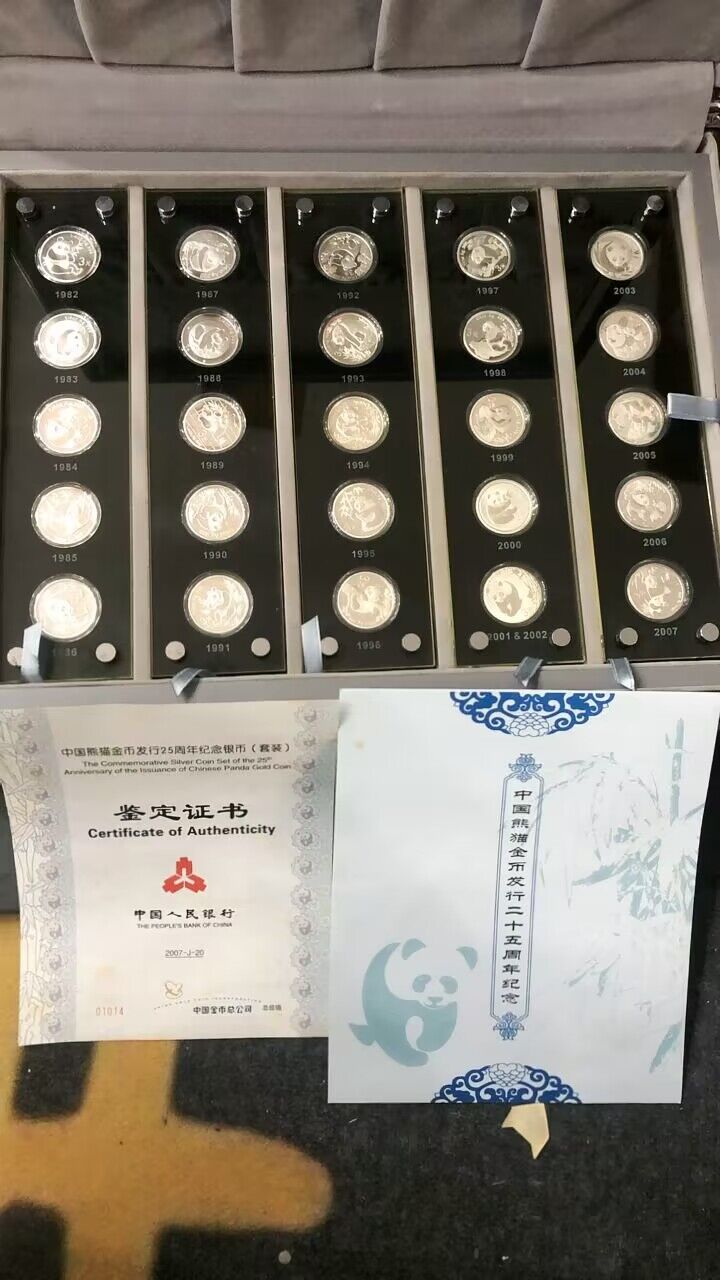 1982
1987
1992
1997
2003
1983
1988
1993
1998
2004
1984
1989
1994
1999
2005
1985
1990
1995
2000
2006
1991
1996
2001 & 2002
2007
中国熊猫金币发行25周年纪念银币（套装）
The Commemorative Silver Coin Set of the 25th
Anniversary of the Issuance of Chinese Panda Gold Coin
鉴定证书
Certificate of Authenticity
中国人民银行
THE PEOPLE'S BANK OF CHINA
2007-J-20
01014
中国金币总公司
总经销
中国熊猫金币发行二十五周年纪念